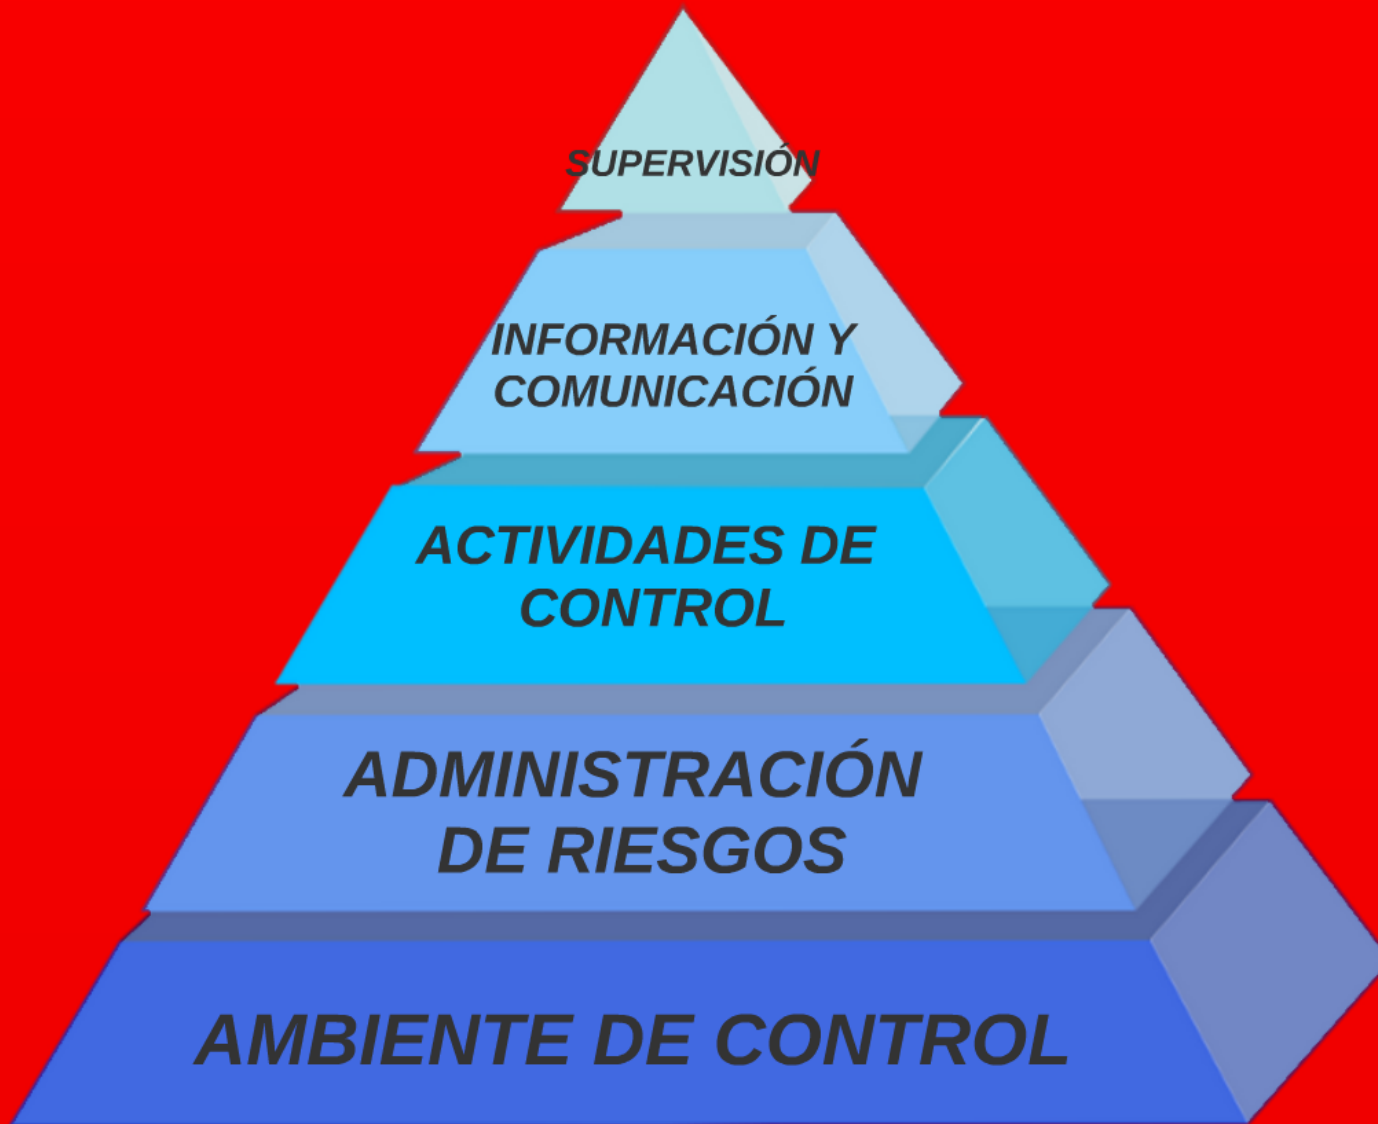 SUPERVISIÓN
INFORMACIÓN Y
COMUNICACIÓN
ACTIVIDADES DE
CONTROL
ADMINISTRACIÓN
DE RIESGOS
AMBIENTE DE CONTROL